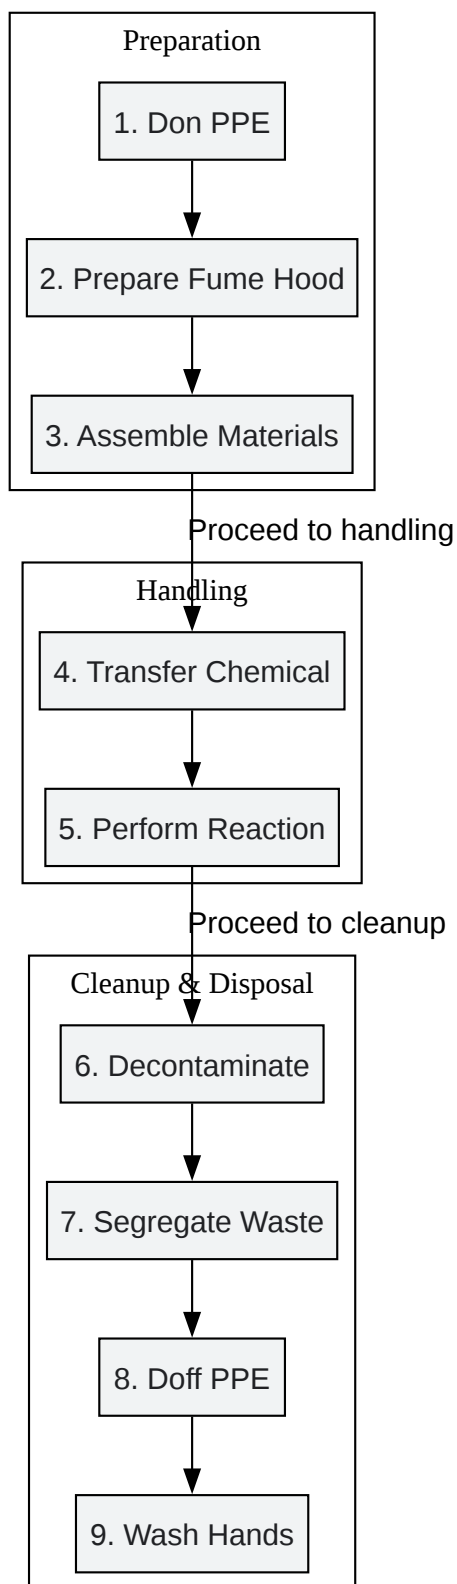 Preparation
1. Don PPE
2. Prepare Fume Hood
3. Assemble Materials
Proceed to handling
Handling
4. Transfer Chemical
5. Perform Reaction
Proceed to cleanup
Cleanup & Disposal
6. Decontaminate
7. Segregate Waste
8. Doff PPE
9. Wash Hands